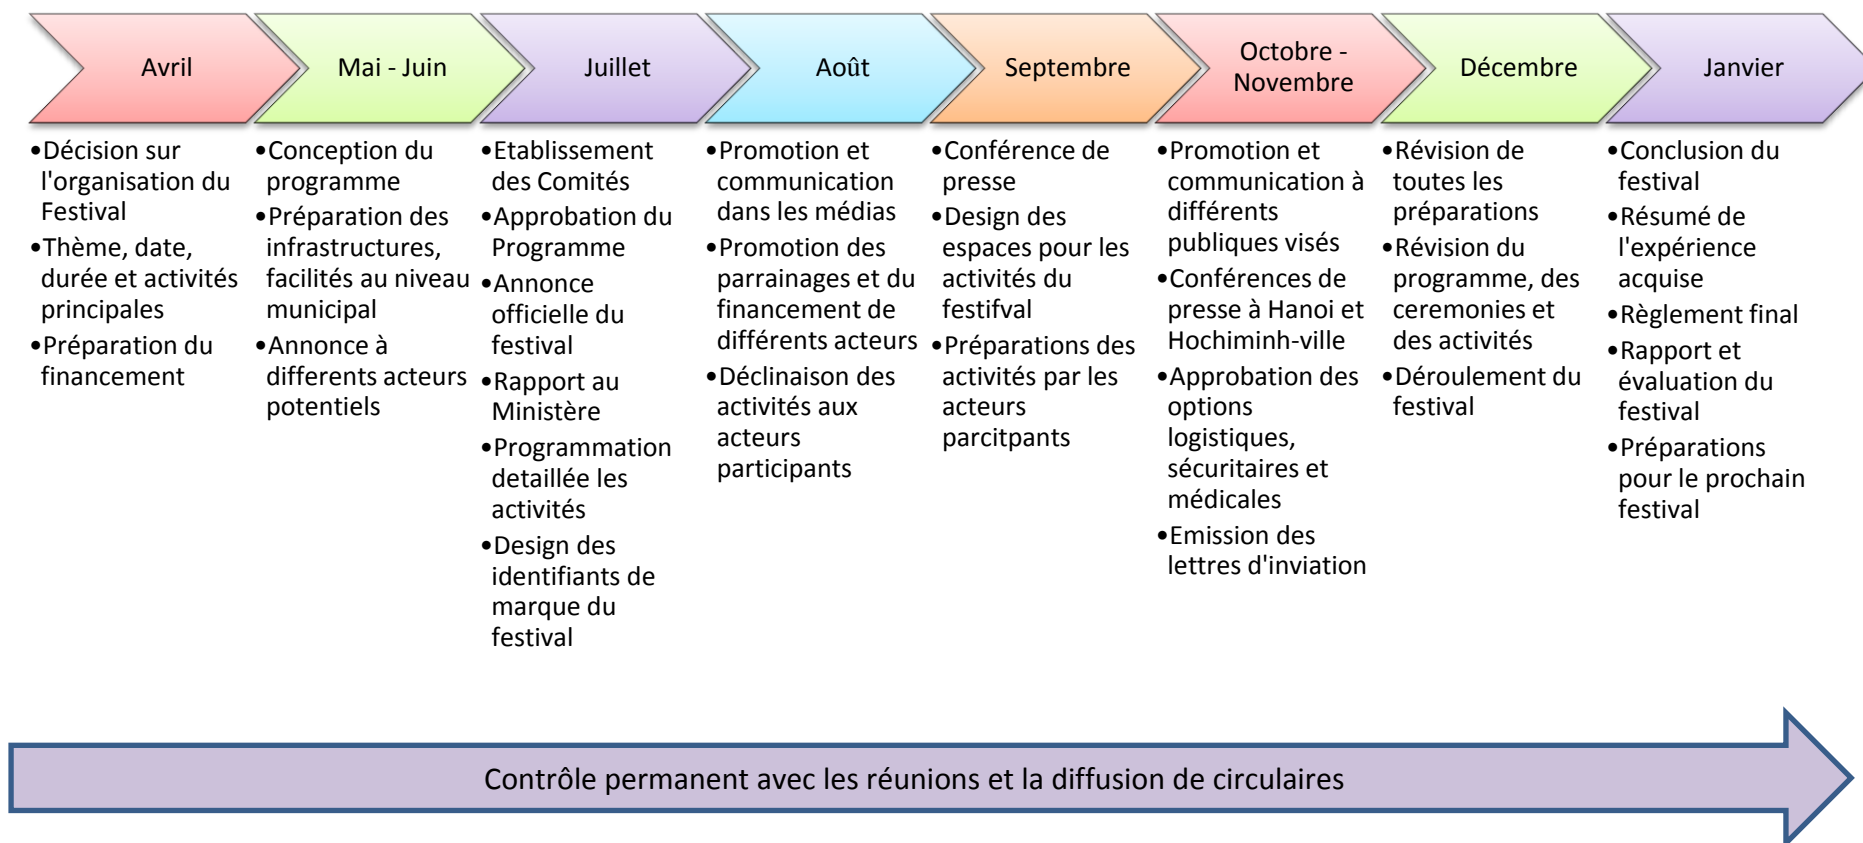 Avril
Mai - Juin
Juillet
Août
Septembre
Octobre -
Novembre
Décembre
Janvier
•Décision sur
l'organisation du
Festival
•Thème, date,
durée et activités
principales
•Préparation du
financement
•Conception du
programme
•Préparation des
infrastructures,
facilités au niveau
municipal
•Annonce à
differents acteurs
potentiels
•Etablissement
des Comités
•Approbation du
Programme
•Annonce
officielle du
festival
•Rapport au
Ministère
•Programmation
detaillée les
activités
•Design des
identifiants de
marque du
festival
•Promotion et
communication
dans les médias
•Promotion des
parrainages et du
financement de
différents acteurs
•Déclinaison des
activités aux
acteurs
participants
•Conférence de
presse
•Design des
espaces pour les
activités du
festifval
•Préparations des
activités par les
acteurs
parcitpants
•Promotion et
communication à
différents
publiques visés
•Conférences de
presse à Hanoi et
Hochiminh-ville
•Approbation des
options
logistiques,
sécuritaires et
médicales
•Emission des
lettres d'inviation
•Révision de
toutes les
préparations
•Révision du
programme, des
ceremonies et
des activités
•Déroulement du
festival
•Conclusion du
festival
•Résumé de
l'expérience
acquise
•Règlement final
•Rapport et
évaluation du
festival
•Préparations
pour le prochain
festival
Contrôle permanent avec les réunions et la diffusion de circulaires